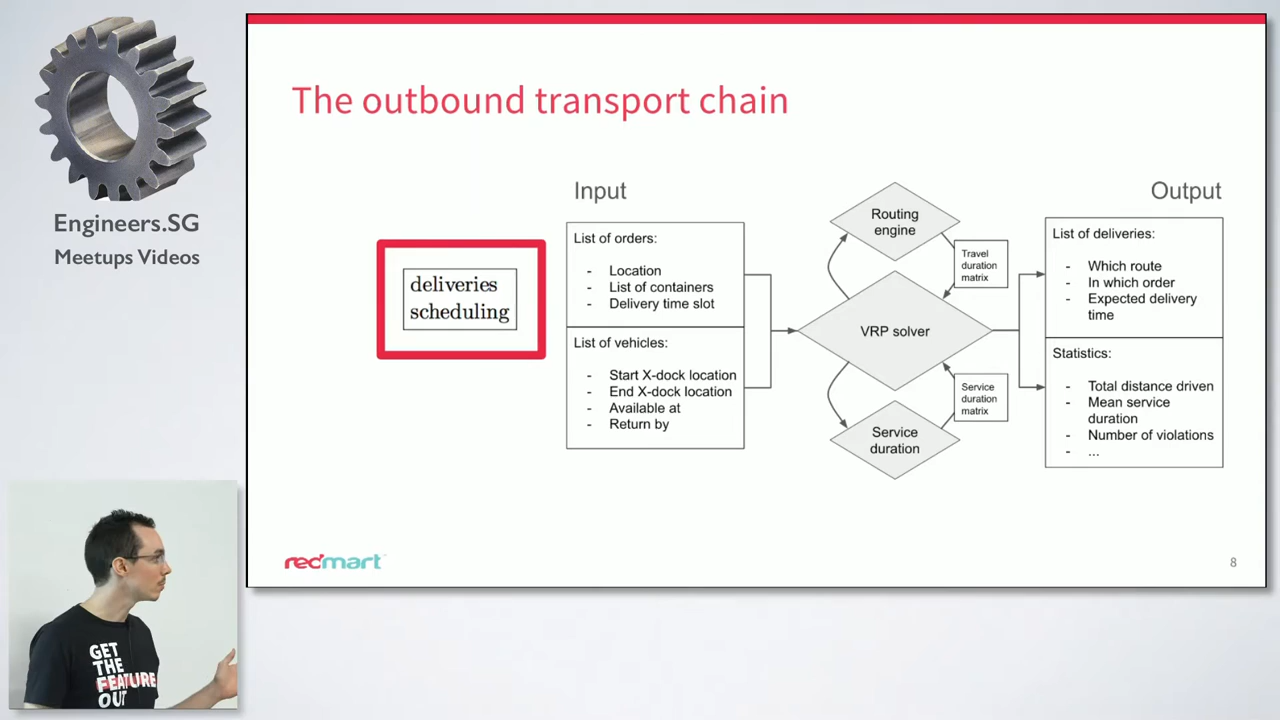 Engineers.SG
Meetups Videos
The outbound transport chain
deliveries
scheduling
Input
List of orders:
- Location
- List of containers
- Delivery time slot
List of vehicles:
- Start X-dock location
- End X-dock location
- Available at
- Return by
Routing
engine
Travel
duration
matrix
VRP solver
Service
duration
matrix
Service
duration
Output
List of deliveries:
- Which route
- In which order
- Expected delivery
time
Statistics:
- Total distance driven
- Mean service
duration
- Number of violations
- ...
redmart
8
GET
THE
FEATURE
OUT